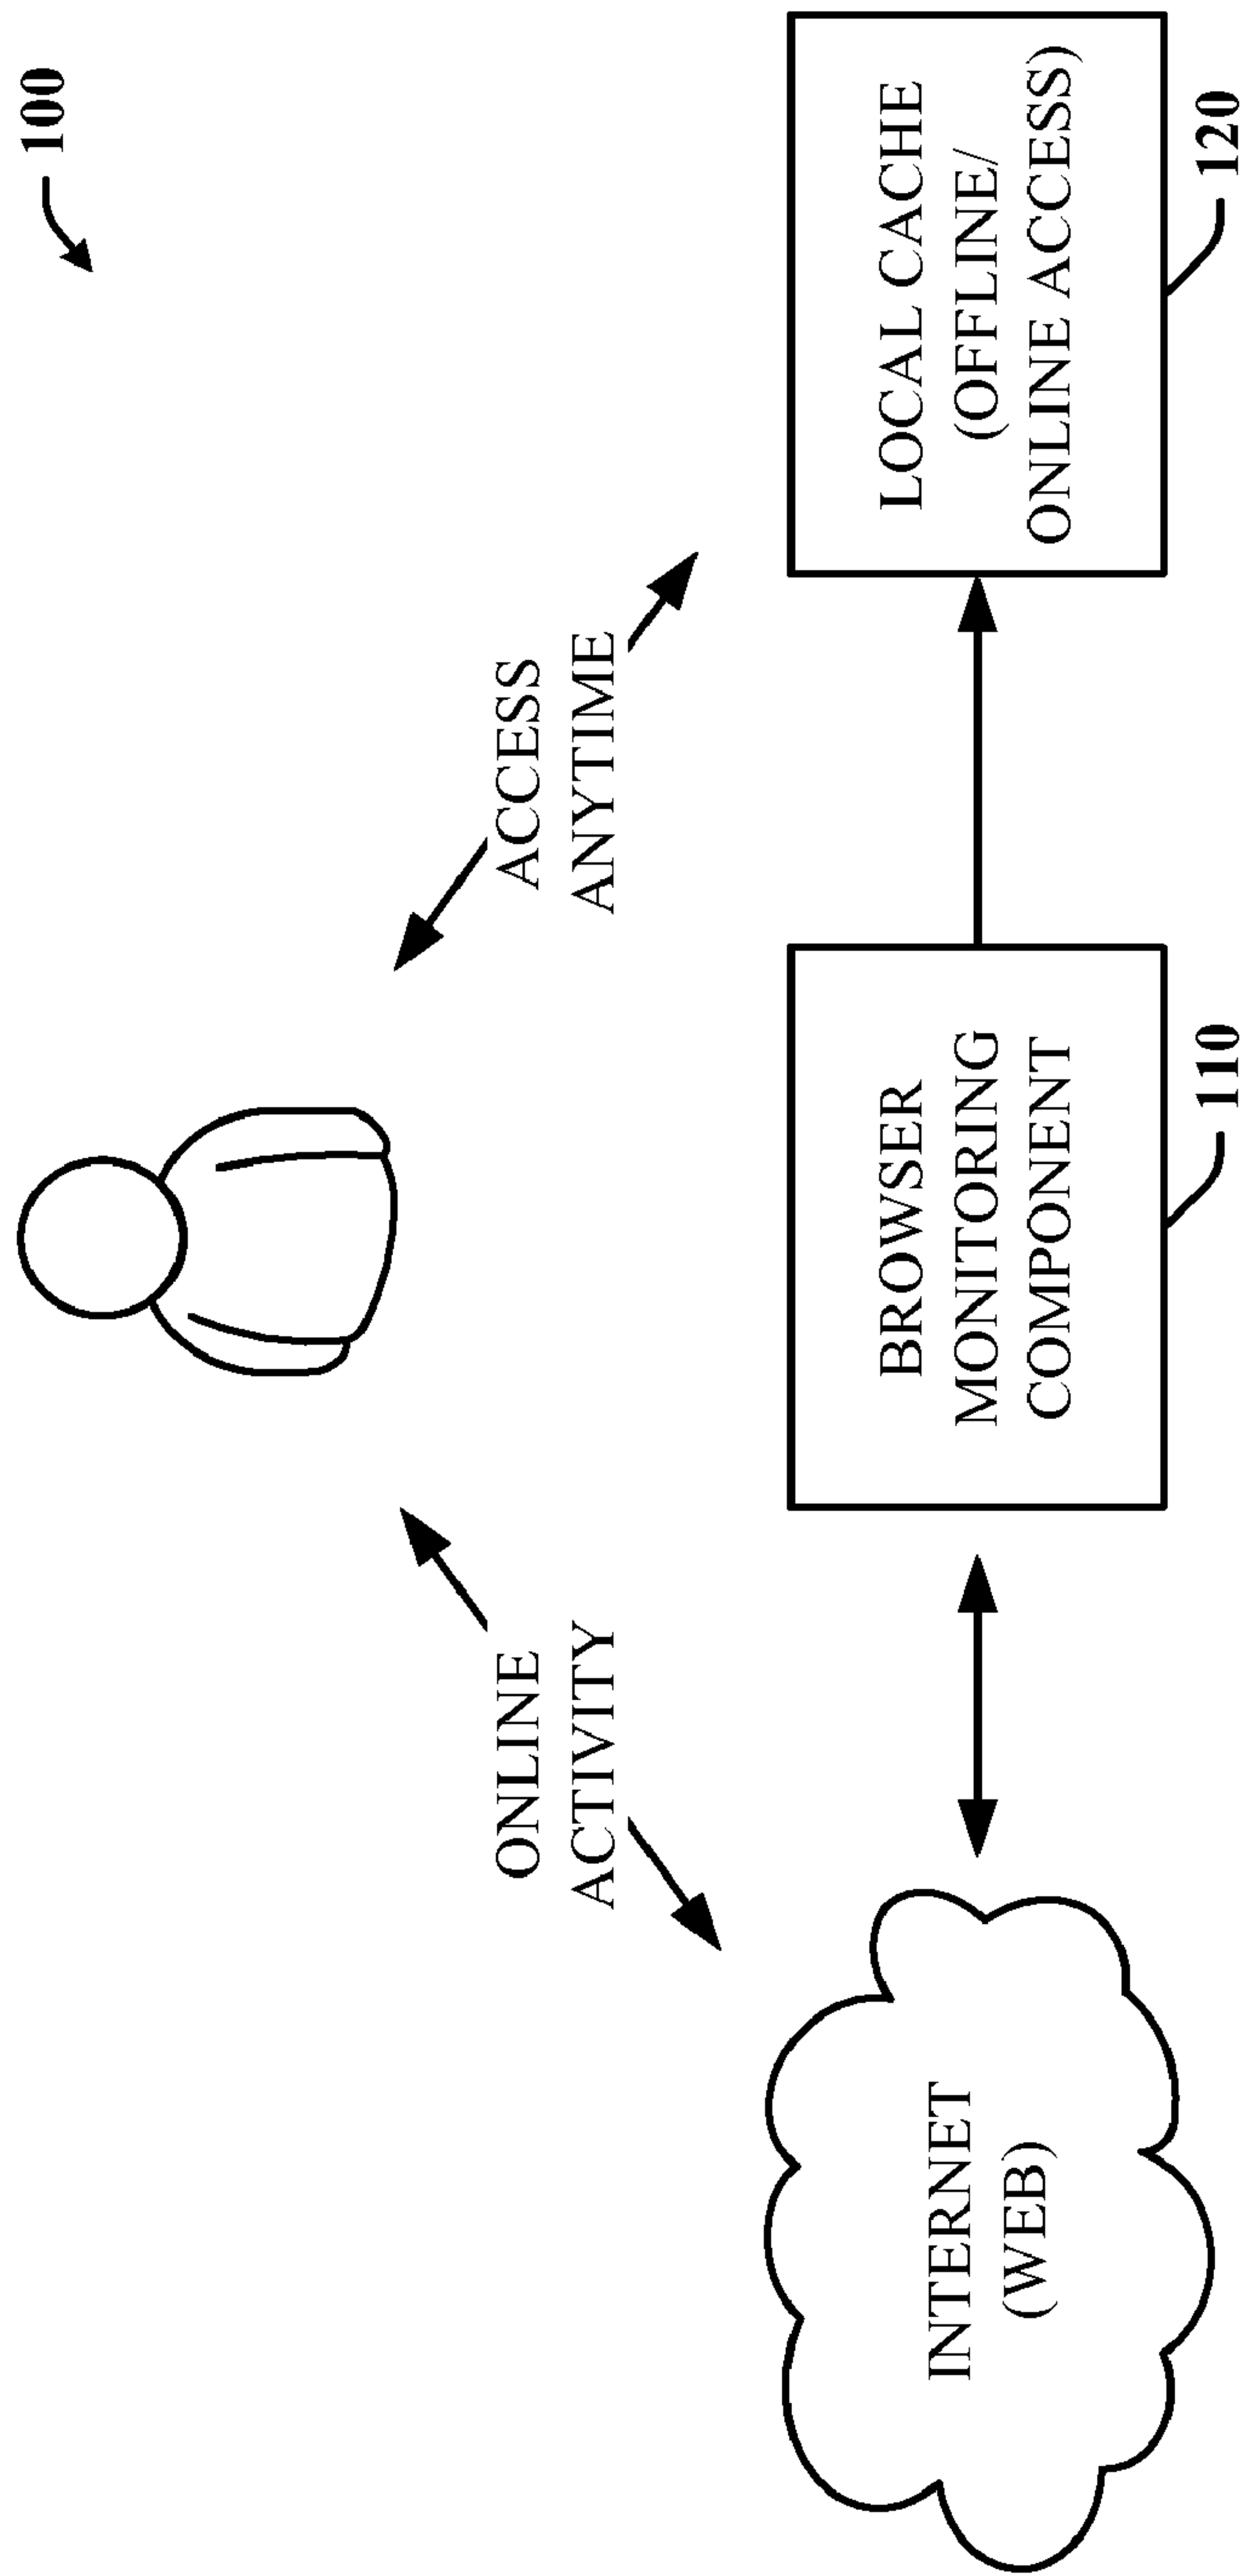 100
ONLINE
ACTIVITY
ACCESS
ANYTIME
INTERNET
(WEB)
BROWSER
MONITORING
COMPONENT
110
LOCAL CACHE
(OFFLINE/
ONLINE ACCESS)
120